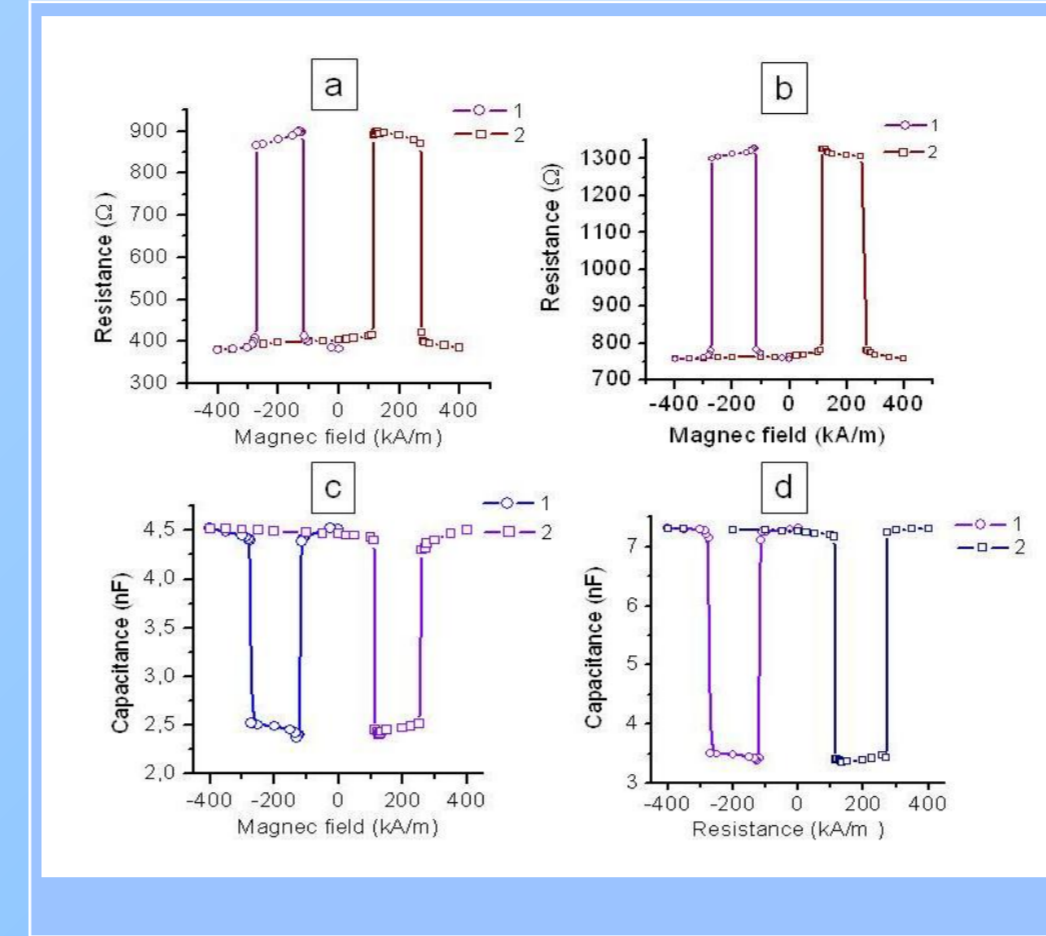 a
1
2
900
800
700
600
500
400
300
Resistance (Ω)
-400 -200 0 200 400
Magnec field (kA/m)
b
1
2
1300
1200
1100
1000
900
800
700
Resistance (Ω)
-400 -200 0 200 400
Magnec field (kA/m)
c
1
2
4,5
4,0
3,5
3,0
2,5
2,0
Capacitance (nF)
-400 -200 0 200 400
Magnec field (kA/m)
d
1
2
7
6
5
4
3
Capacitance (nF)
-400 -200 0 200 400
Resistance (kA/m )